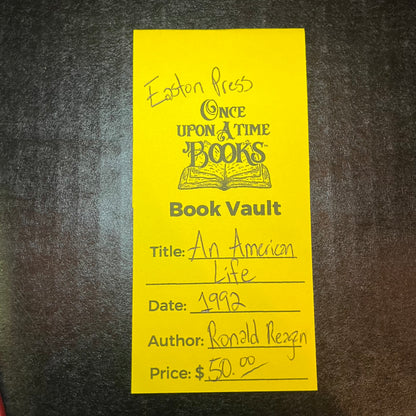 Easton Press
ONCE
UPON A TIME
BOOKS
Book Vault
Title: An American
Life
Date: 1992
Author: Ronald Reagan
Price: $50.00